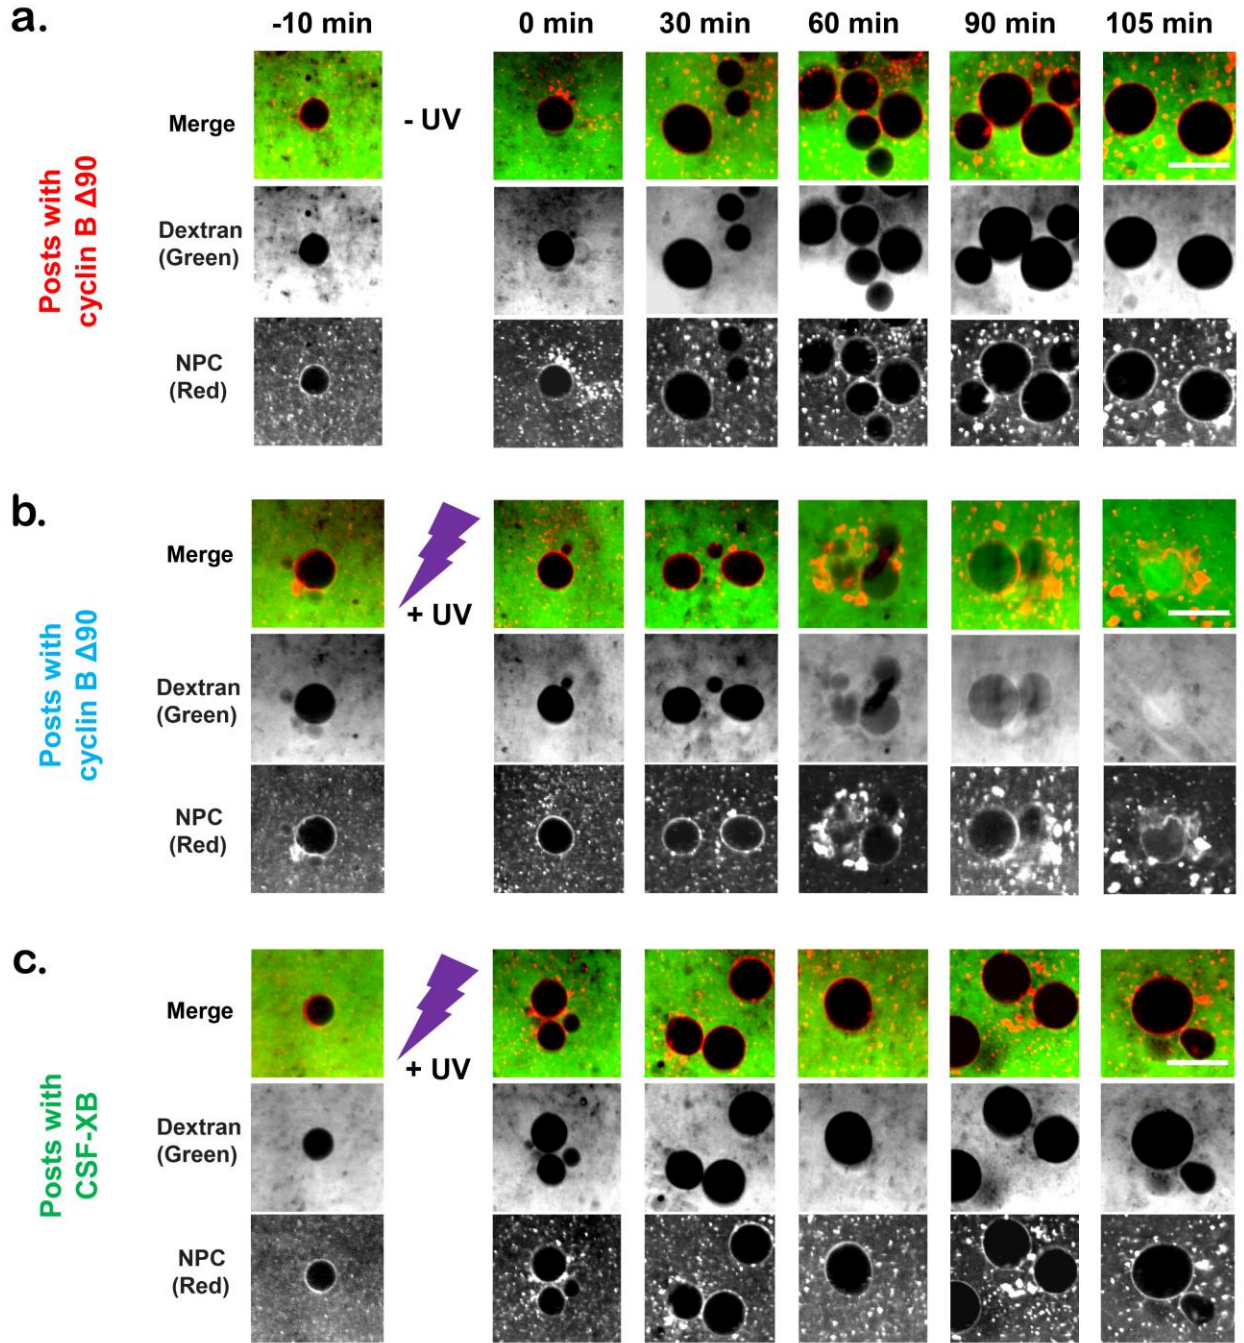 a.
-10 min
0 min
30 min
60 min
90 min
105 min
Posts with
cyclin B Δ90
Merge
- UV
Dextran
(Green)
NPC
(Red)
b.
Posts with
cyclin B Δ90
Merge
+ UV
Dextran
(Green)
NPC
(Red)
c.
Posts with
CSF-XB
Merge
+ UV
Dextran
(Green)
NPC
(Red)